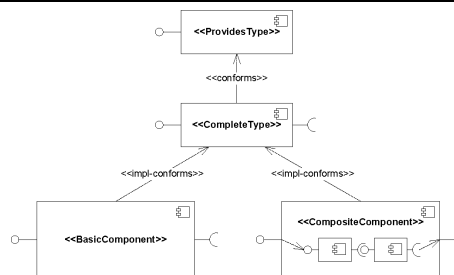 <<ProvidesType>>
<<conforms>>
<<CompleteType>>
<<impl-conforms>> <<impl-conforms>>
<<BasicComponent>>
<<CompositeComponent>>